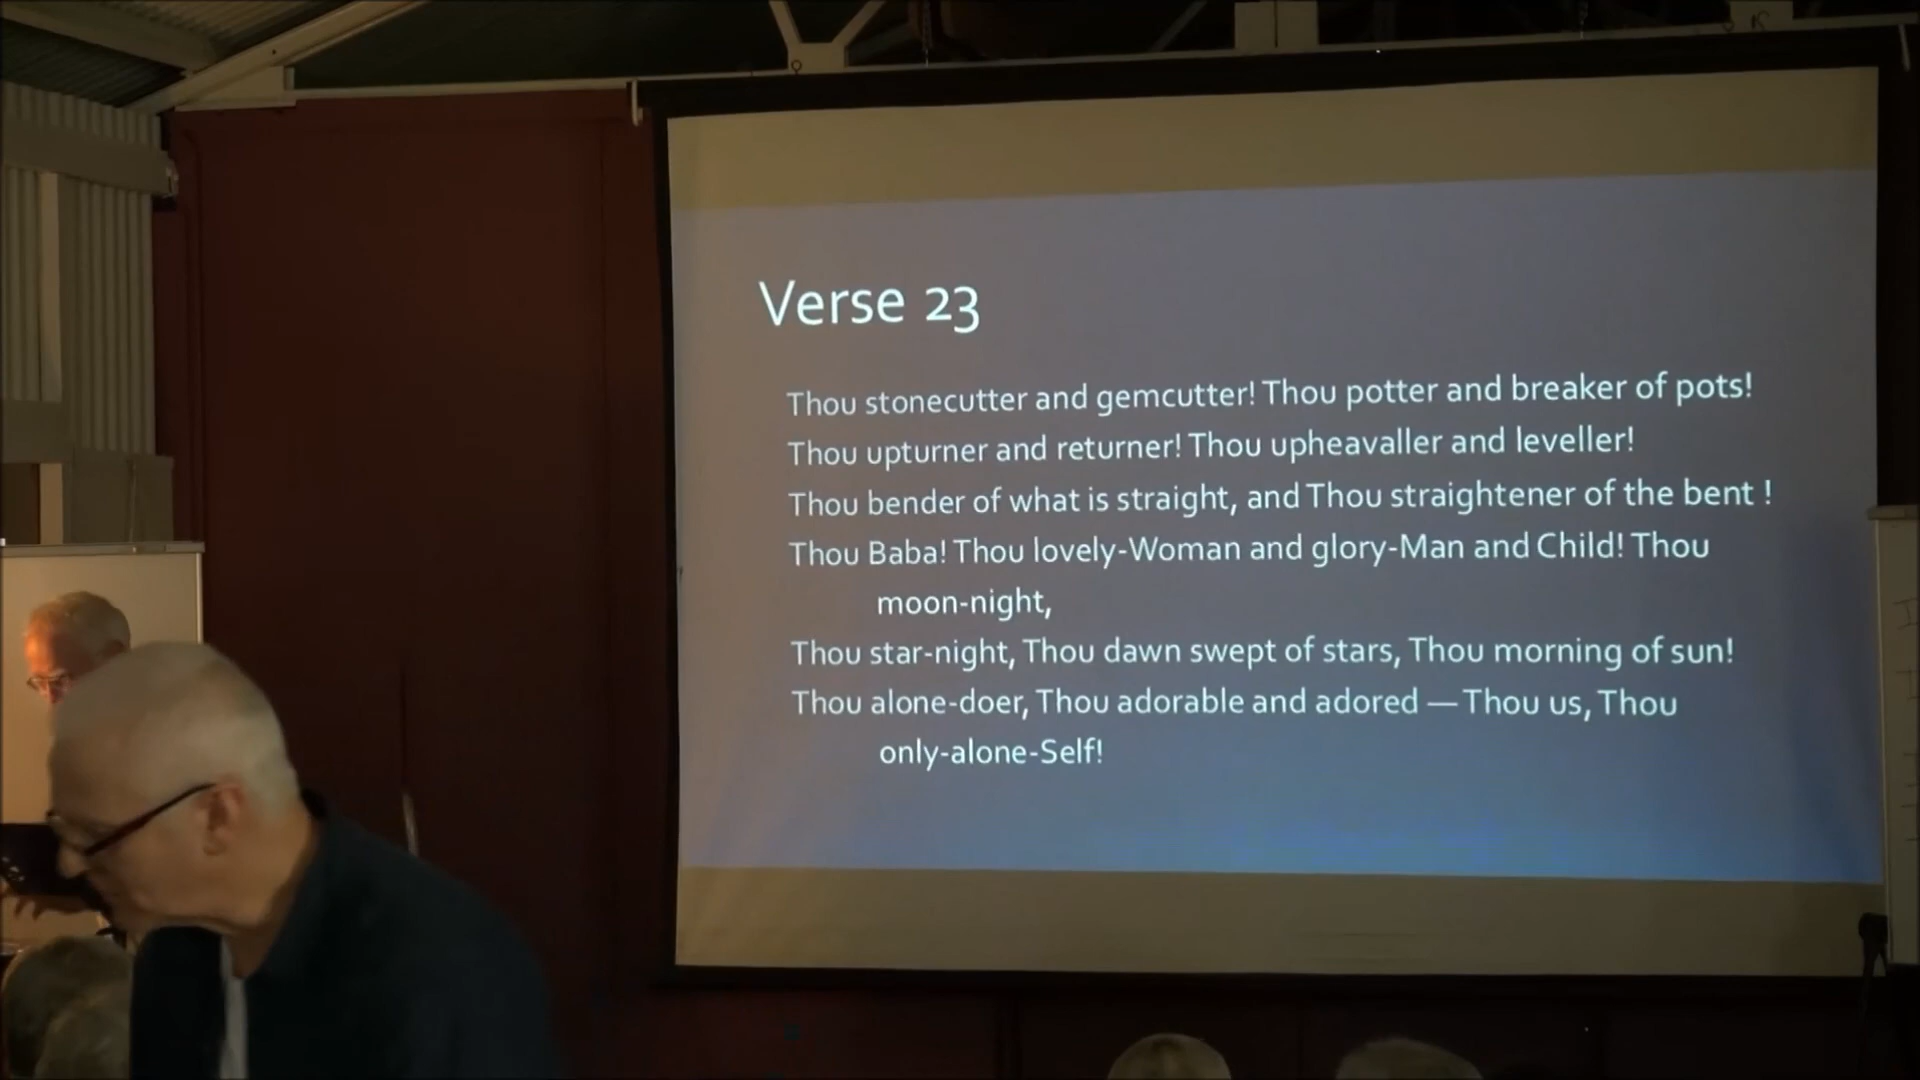 Verse 23
Thou stonecutter and gemcutter! Thou potter and breaker of pots!
Thou upturner and returner! Thou upheavaller and leveller!
Thou bender of what is straight, and Thou straightener of the bent !
Thou Baba! Thou lovely-Woman and glory-Man and Child! Thou
moon-night,
Thou star-night, Thou dawn swept of stars, Thou morning of sun!
Thou alone-doer, Thou adorable and adored — Thou us, Thou
only-alone-Self!